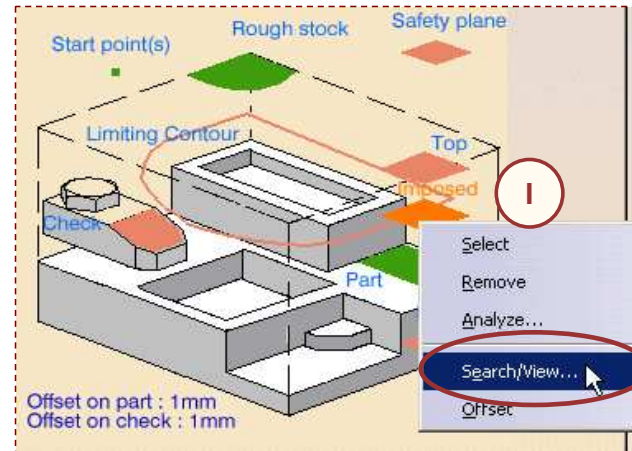 Safety plane
Rough stock
Start point(s)
Limiting Contour
Top
Imposed
I
Check
Select
Part
Remove
Analyze...
Search/View...
Offset
Offset on part : 1mm
Offset on check : 1mm